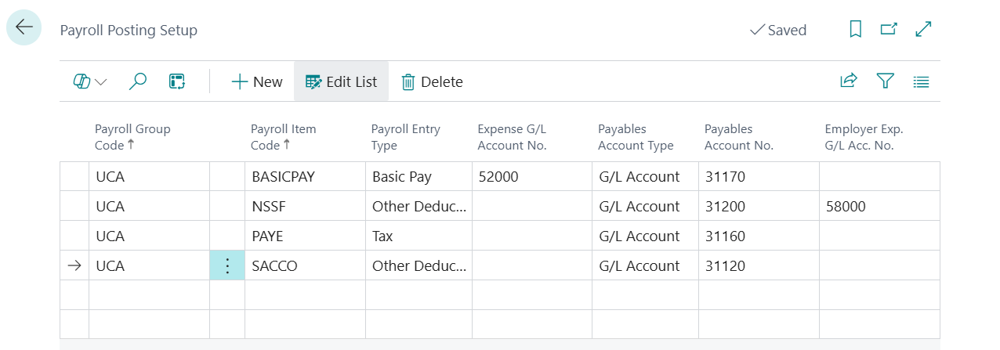 Payroll Posting Setup
Saved
New
Edit List
Delete
Payroll Group Code ↑ Payroll Item Code ↑ Payroll Entry Type Expense G/L Account No. Payables Account Type Payables Account No. Employer Exp. G/L Acc. No.
UCA BASICPAY Basic Pay 52000 G/L Account 31170
UCA NSSF Other Deduc... G/L Account 31200 58000
UCA PAYE Tax G/L Account 31160
UCA SACCO Other Deduc... G/L Account 31120